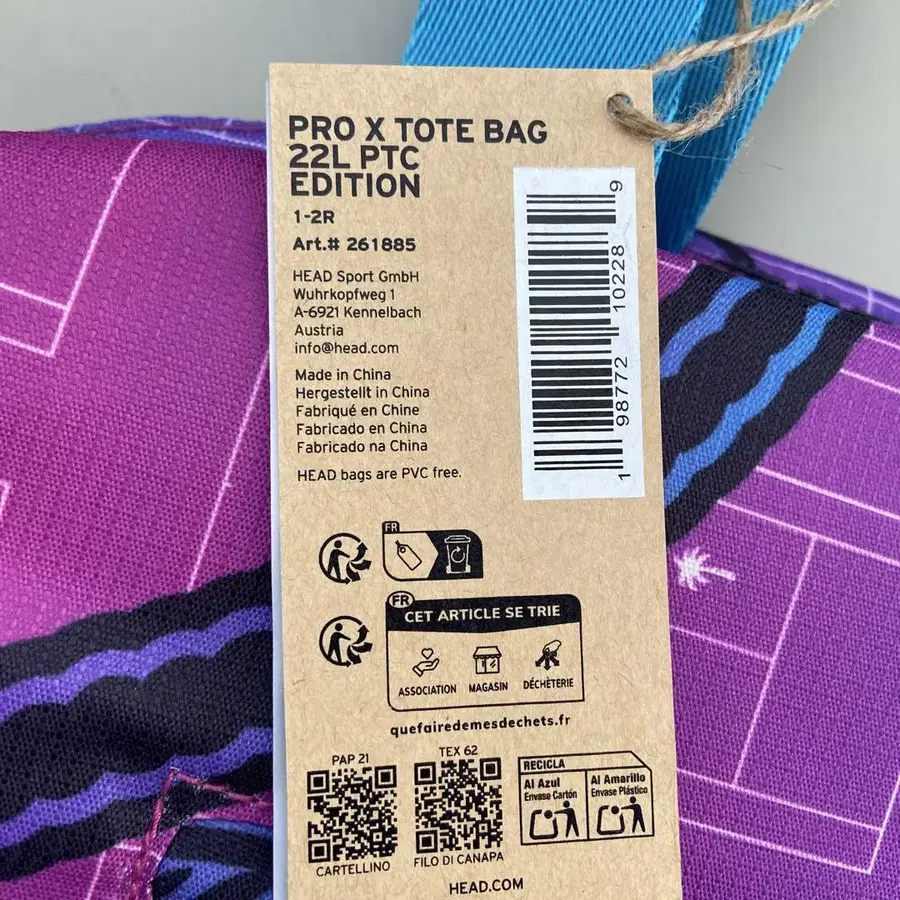 PRO X TOTE BAG
22L PTC
EDITION
1-2R
Art.# 261885
HEAD Sport GmbH
Wuhrkopfweg 1
A-6921 Kennelbach
Austria
info@head.com
Made in China
Hergestellt in China
Fabriqué en Chine
Fabricado en China
Fabricado na China
HEAD bags are PVC free.
1 98772 10228 9
FR
FR
CET ARTICLE SE TRIE
ASSOCIATION MAGASIN DÉCHÈTERIE
quefairedemesdechets.fr
PAP 21
CARTELLINO
TEX 62
FILO DI CANAPA
RECICLA
Al Azul
Envase Cartón
Al Amarillo
Envase Plástico
HEAD.COM